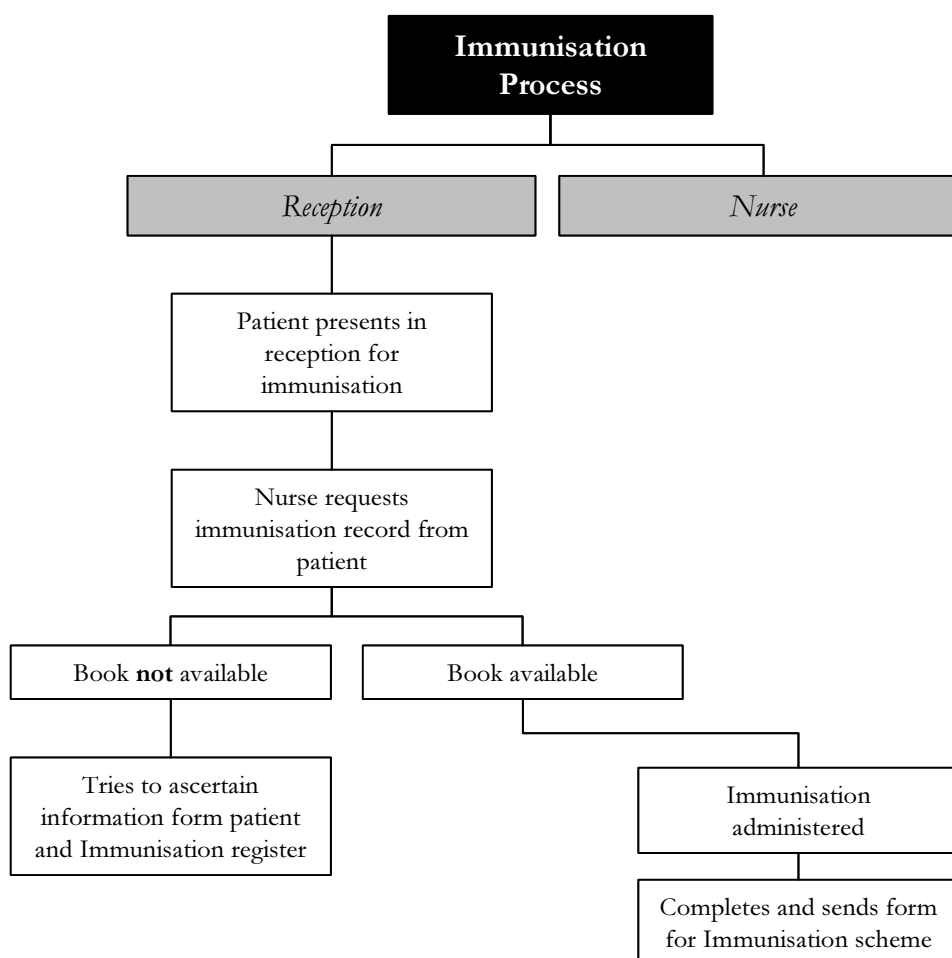 Immunisation
Process
Reception
Nurse
Patient presents in
reception for
immunisation
Nurse requests
immunisation record from
patient
Book not available
Book available
Tries to ascertain
information form patient
and Immunisation register
Immunisation
administered
Completes and sends form
for Immunisation scheme